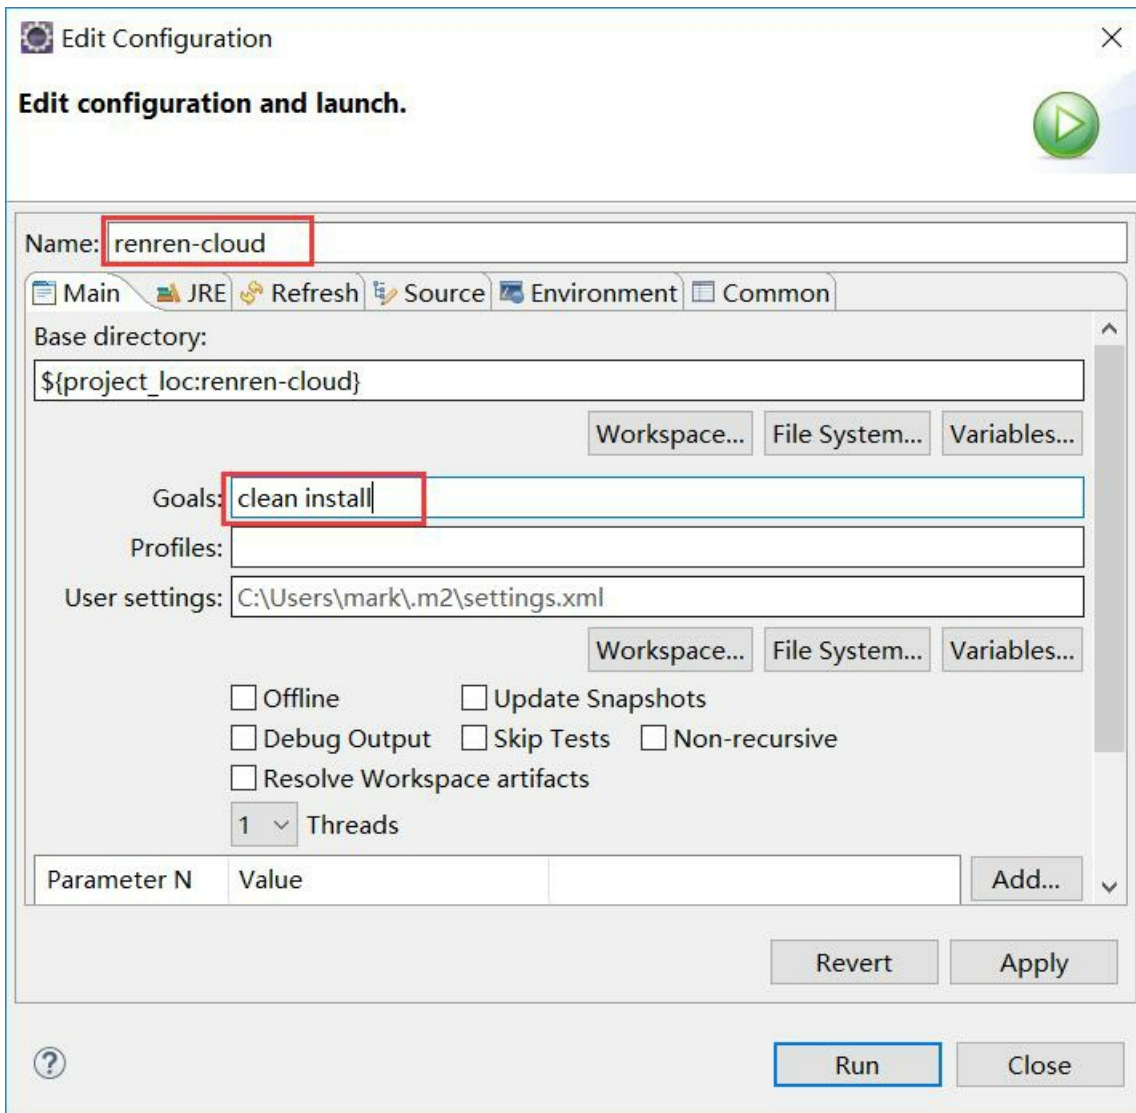 Edit Configuration
Edit configuration and launch.
Name: renren-cloud
Main JRE Refresh Source Environment Common
Base directory:
${project_loc:renren-cloud}
Workspace... File System... Variables...
Goals: clean install
Profiles:
User settings: C:\Users\mark\.m2\settings.xml
Workspace... File System... Variables...
Offline Update Snapshots
Debug Output Skip Tests Non-recursive
Resolve Workspace artifacts
1 Threads
Parameter N Value Add...
Revert Apply
? Run Close